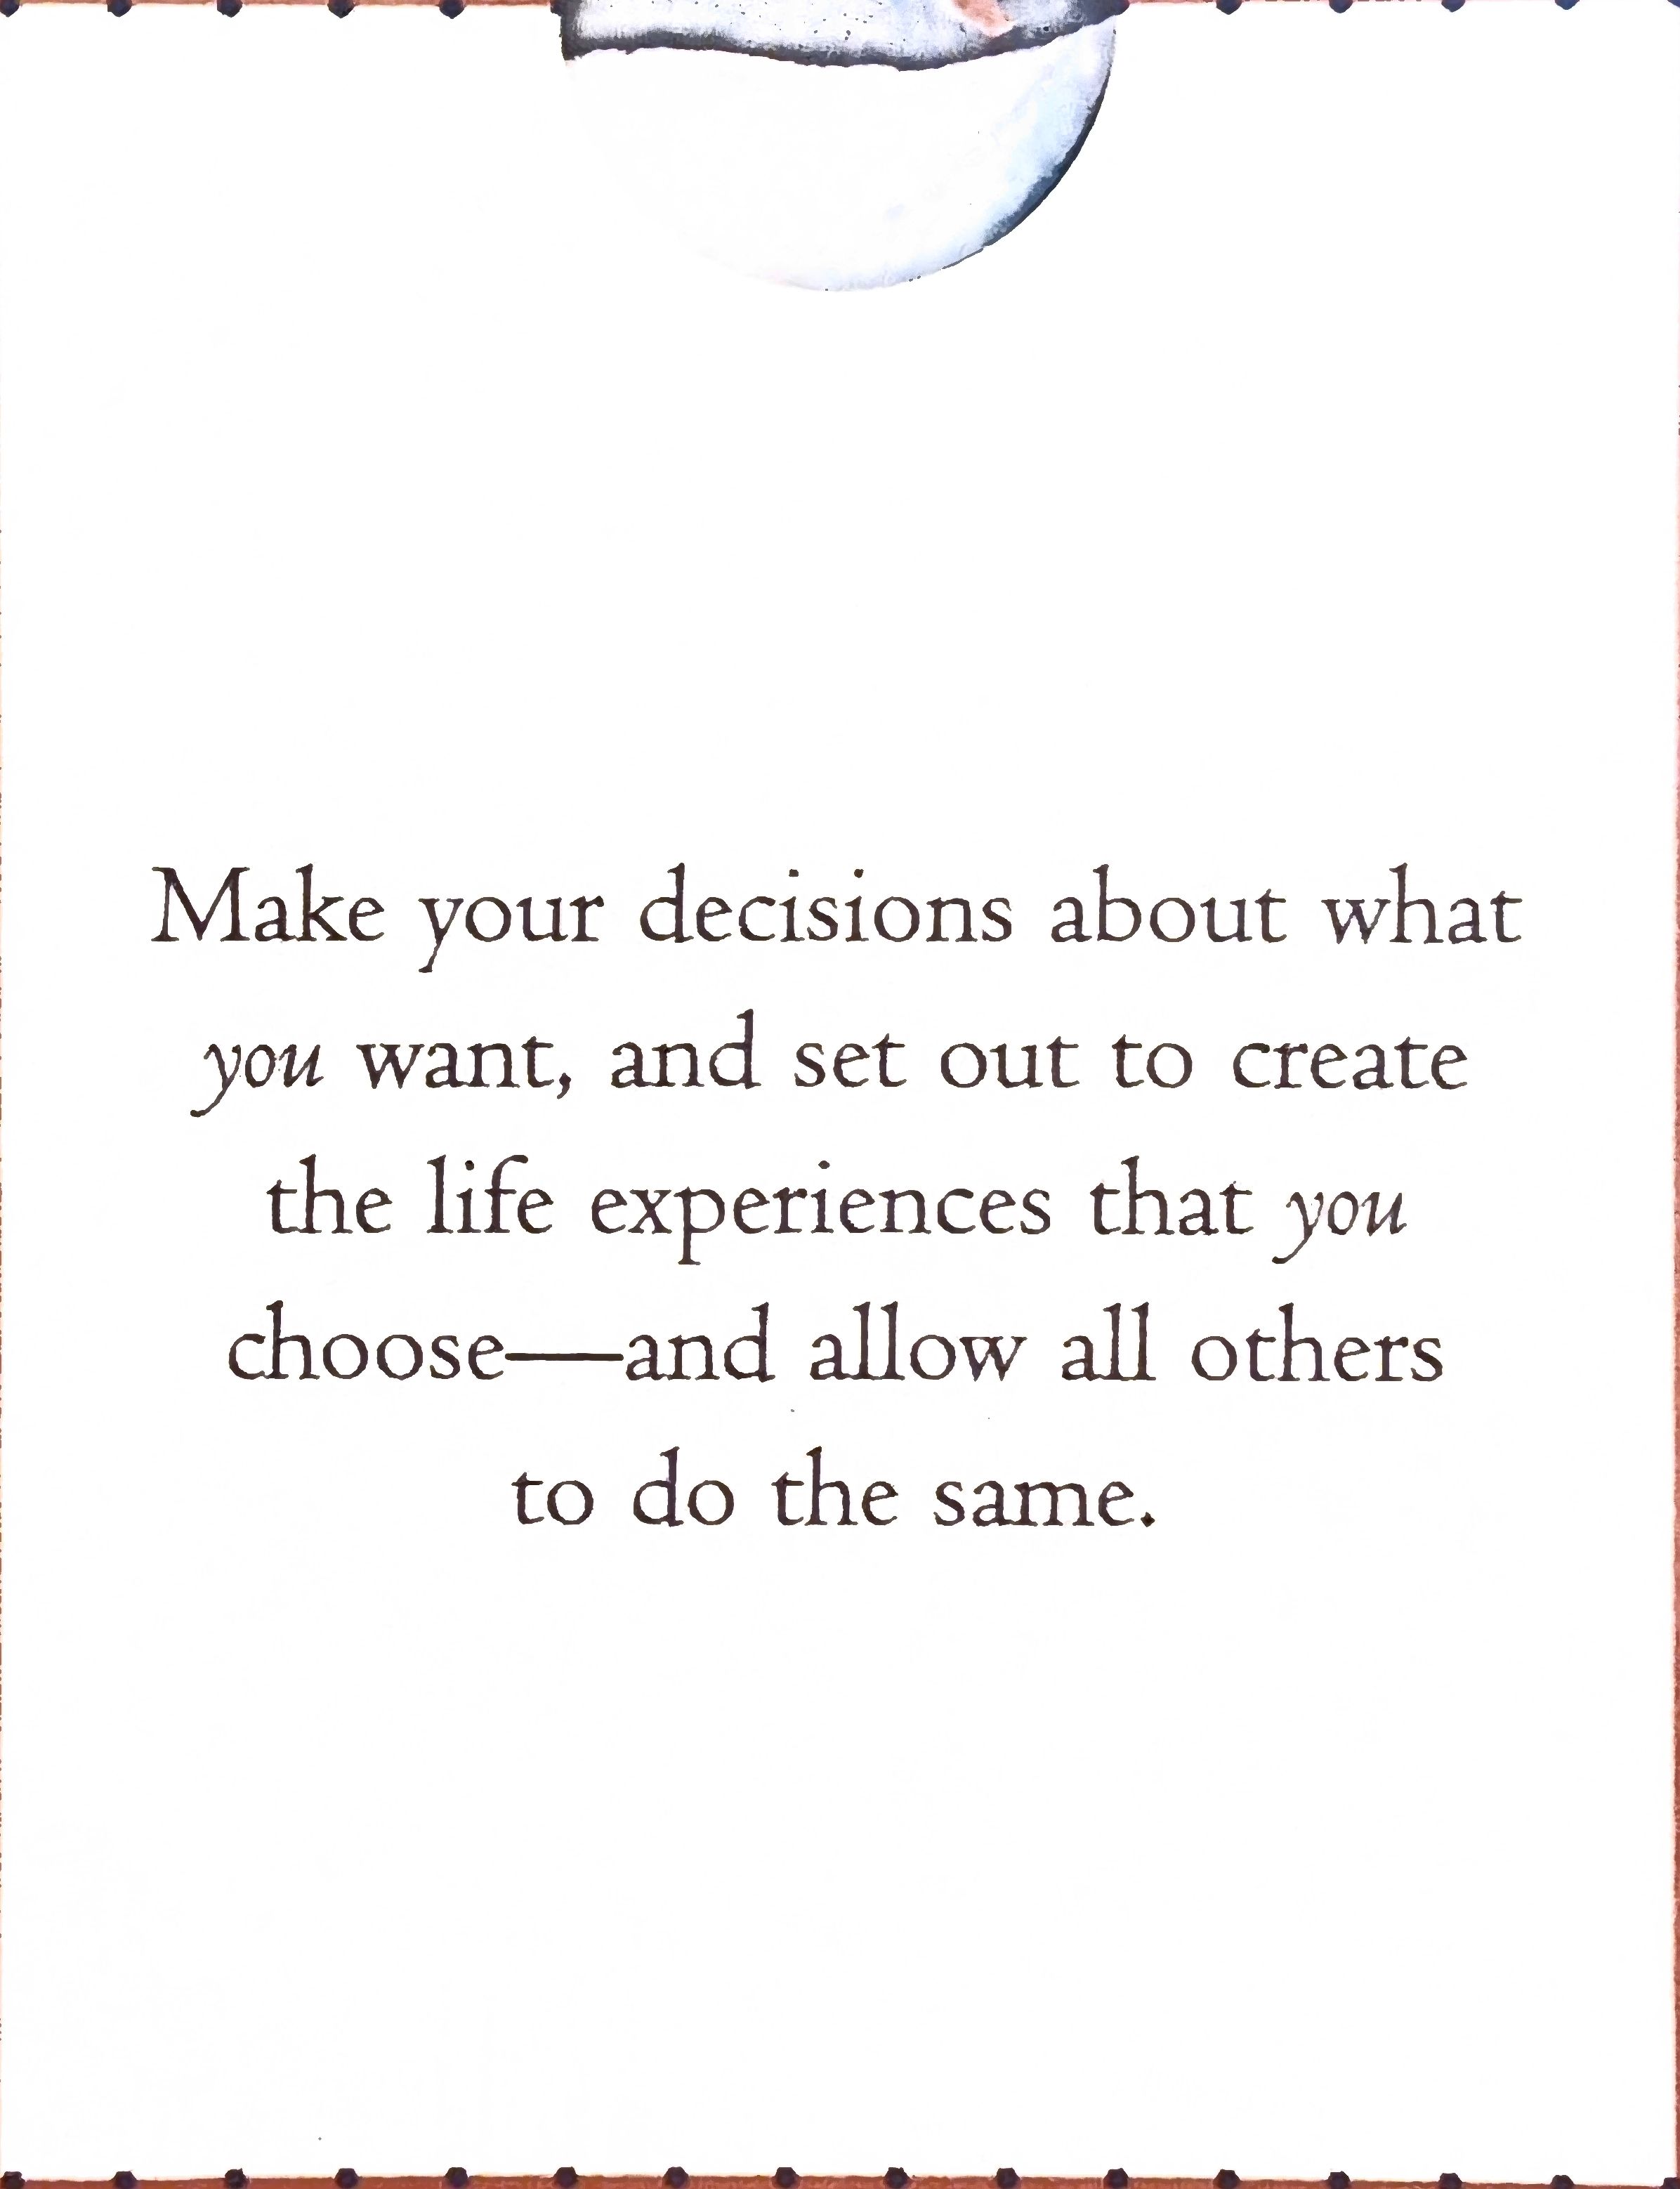 Make your decisions about what
you want, and set out to create
the life experiences that you
choose—and allow all others
to do the same.